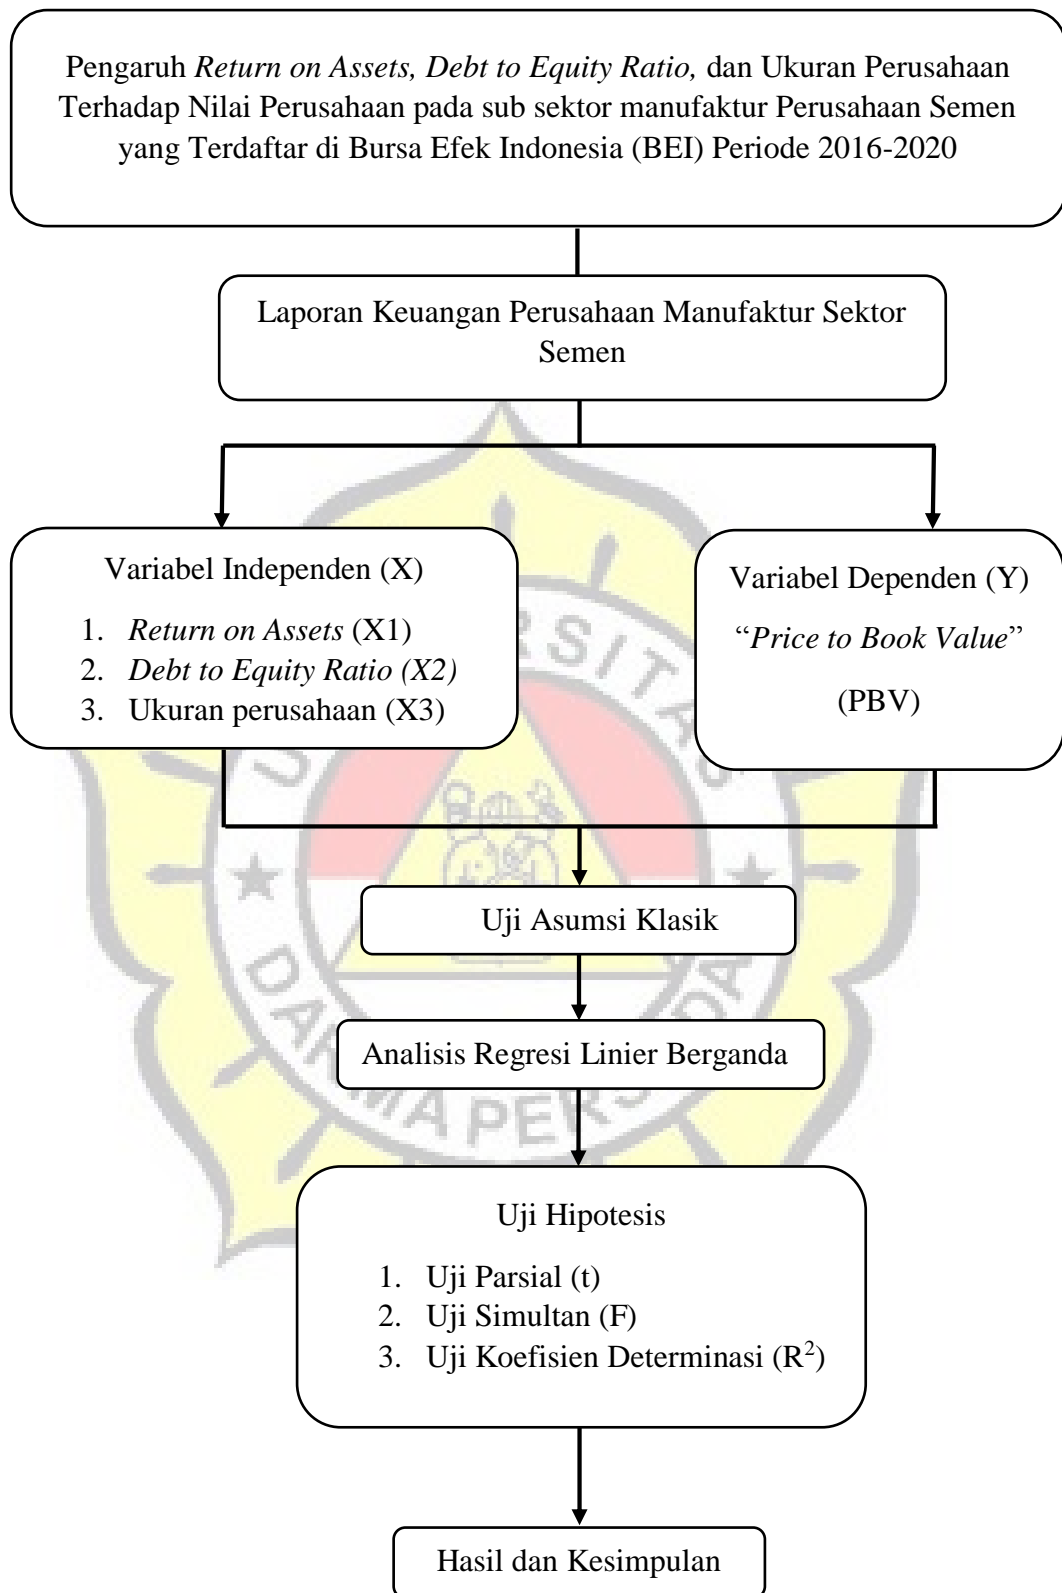 Pengaruh Return on Assets, Debt to Equity Ratio, dan Ukuran Perusahaan
Terhadap Nilai Perusahaan pada sub sektor manufaktur Perusahaan Semen
yang Terdaftar di Bursa Efek Indonesia (BEI) Periode 2016-2020
Laporan Keuangan Perusahaan Manufaktur Sektor
Semen
Variabel Independen (X)
1. Return on Assets (X1)
2. Debt to Equity Ratio (X2)
3. Ukuran perusahaan (X3)
Variabel Dependen (Y)
“Price to Book Value”
(PBV)
Uji Asumsi Klasik
Analisis Regresi Linier Berganda
Uji Hipotesis
1. Uji Parsial (t)
2. Uji Simultan (F)
3. Uji Koefisien Determinasi (R²)
Hasil dan Kesimpulan